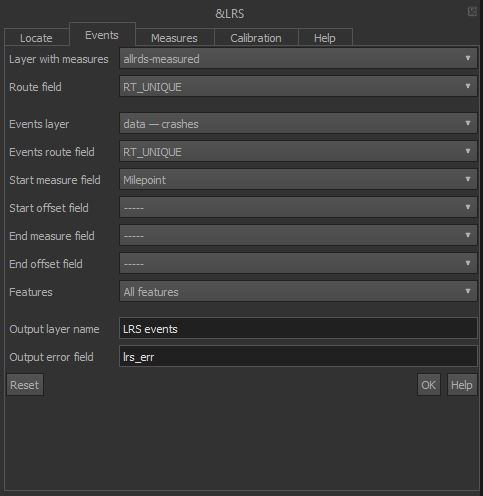 &LRS
Locate Events Measures Calibration Help
Layer with measures allrds-measured
Route field RT_UNIQUE
Events layer data — crashes
Events route field RT_UNIQUE
Start measure field Milepoint
Start offset field -----
End measure field -----
End offset field -----
Features All features
Output layer name LRS events
Output error field lrs_err
Reset OK Help